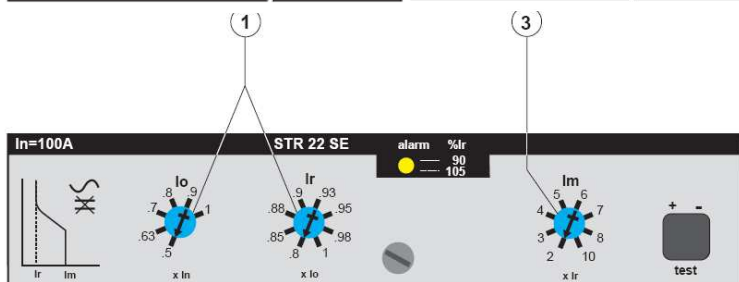 1
3
In=100A
STR 22 SE
alarm %Ir
90
105
Io
.5
.63
.7
.8
.9
1
x In
Ir
.8
.85
.88
.9
.93
.95
.98
1
x Io
Im
2
3
4
5
6
7
8
10
x Ir
+ -
test
Ir Im